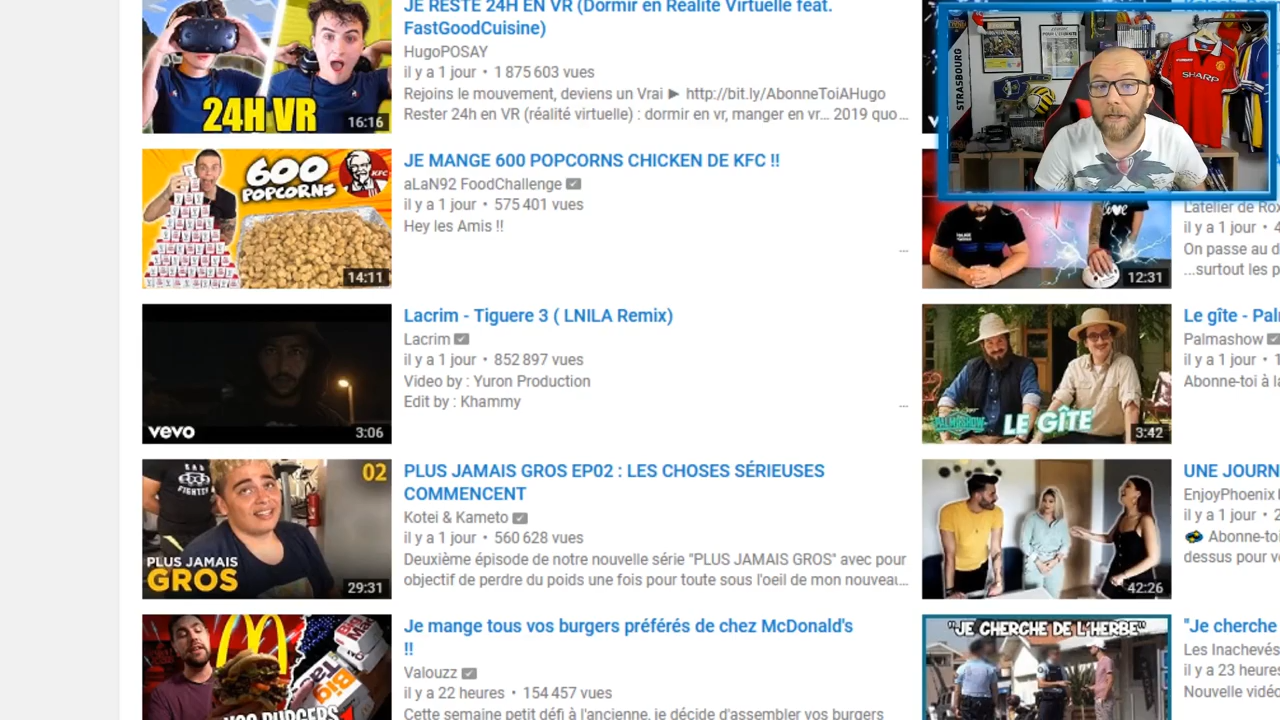 JE RESTE 24H EN VR (Dormir en Réalité Virtuelle feat.
FastGoodCuisine)
HugoPOSAY
il y a 1 jour • 1 875 603 vues
Rejoins le mouvement, deviens un Vrai ► http://bit.ly/AbonneToiAHugo
Rester 24h en VR (réalité virtuelle) : dormir en vr, manger en vr... 2019 quo...
24H VR
16:16
JE MANGE 600 POPCORNS CHICKEN DE KFC !!
aLaN92 FoodChallenge
il y a 1 jour • 575 401 vues
Hey les Amis !!
...
600
POPCORNS
KFC
14:11
Lacrim - Tiguere 3 ( LNILA Remix)
Lacrim
il y a 1 jour • 852 897 vues
Video by : Yuron Production
Edit by : Khammy
...
vevo
3:06
PLUS JAMAIS GROS EP02 : LES CHOSES SÉRIEUSES
COMMENCENT
Kotei & Kameto
il y a 1 jour • 560 628 vues
Deuxième épisode de notre nouvelle série "PLUS JAMAIS GROS" avec pour
objectif de perdre du poids une fois pour toute sous l'oeil de mon nouveau...
02
PLUS JAMAIS
GROS
29:31
Je mange tous vos burgers préférés de chez McDonald's
!!
Valouzz
il y a 22 heures • 154 457 vues
Cette semaine petit défi à l'ancienne, je décide d'assembler vos burgers
VOS BURGERS
STRASBOURG
SHARP
L'atelier de Rox
il y a 1 jour • 4
On passe au d
...surtout les p
Love
12:31
Le gîte - Pal
Palmashow
il y a 1 jour • 1
Abonne-toi à la
PALMASHOW
LE GÎTE
3:42
UNE JOURN
EnjoyPhoenix
il y a 1 jour • 2
Abonne-toi
dessus pour v
42:26
"Je cherche
Les Inachevés
il y a 23 heures
Nouvelle vidéo
"JE CHERCHE DE L'HERBE"